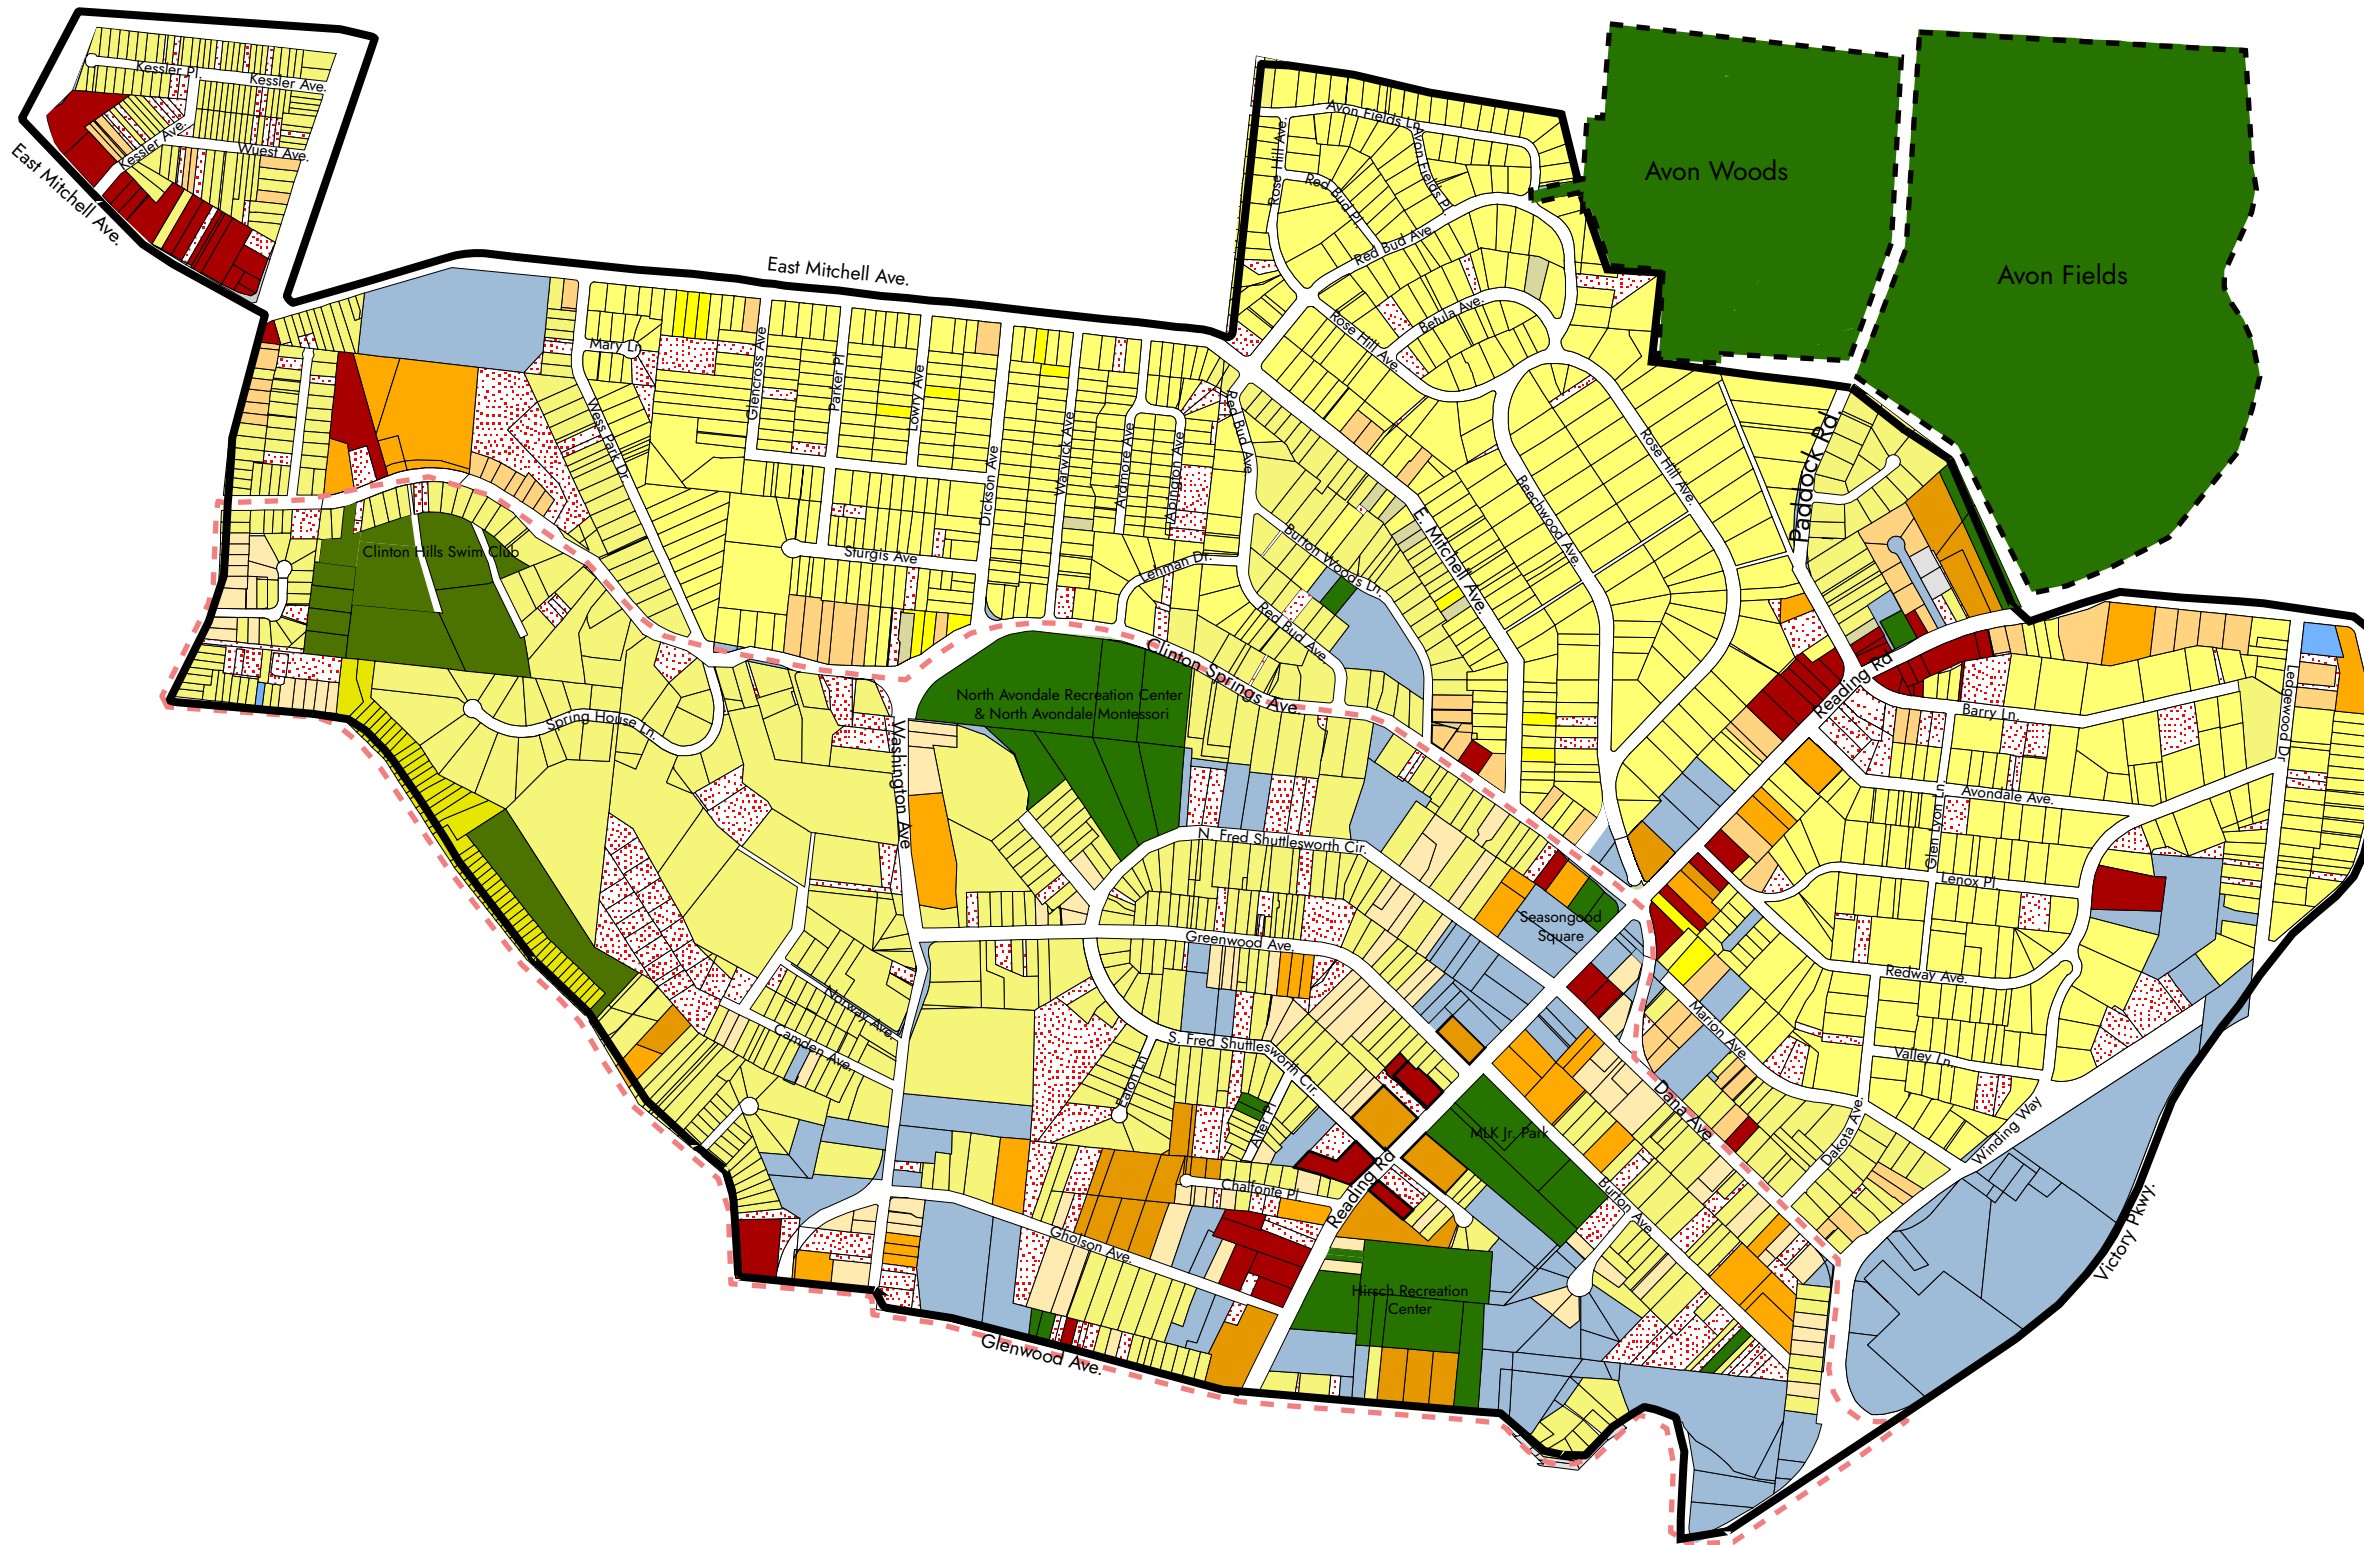 Kessler Pl.
Kessler Ave.
Kessler Ave.
Wuest Ave.
East Mitchell Ave.
East Mitchell Ave.
Avon Fields Ln.
Avon Fields Pl.
Rose Hill Ave.
Red Bud Pl.
Red Bud Ave.
Avon Woods
Avon Fields
Betula Ave.
Rose Hill Ave.
Mary Ln.
Glencross Ave
Parker Pl
Lowry Ave
Dickson Ave
Warwick Ave
Ardmore Ave
Abington Ave
Red Bud Ave
Wess Park Dr.
E. Mitchell Ave.
Beechwood Ave
Rose Hill Ave.
Paddock Rd.
Clinton Hills Swim Club
Sturgis Ave
Lehman Dr.
Burton Woods Ln.
Red Bud Ave.
Clinton Springs Ave.
North Avondale Recreation Center
& North Avondale Montessori
Spring House Ln.
Washington Ave
Reading Rd
Barry Ln.
Ledgewood Dr
Avondale Ave.
Glen Lyon Ln.
N. Fred Shuttlesworth Cir.
Lenox Pl.
Seasongood
Square
Greenwood Ave.
Redway Ave.
Norway Ave.
Camden Ave.
Marion Ave.
S. Fred Shuttlesworth Cir.
Valley Ln.
Eaton Ln
Alter Pl
MLK Jr. Park
Dana Ave.
Dakota Ave.
Winding Way
Chalfonte Pl
Reading Rd
Burton Ave
Gholson Ave.
Victory Pkwy.
Hirsch Recreation
Center
Glenwood Ave.